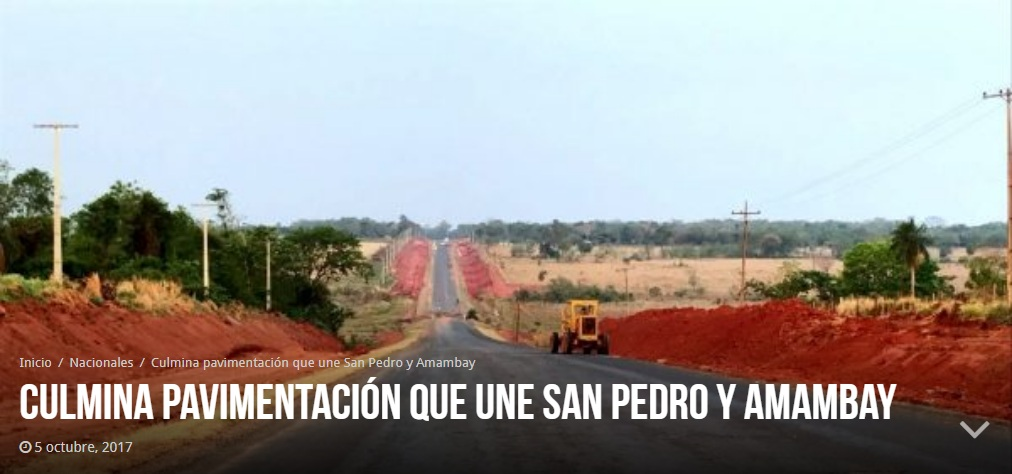 Inicio / Nacionales / Culmina pavimentación que une San Pedro y Amambay
CULMINA PAVIMENTACIÓN QUE UNE SAN PEDRO Y AMAMBAY
5 octubre, 2017